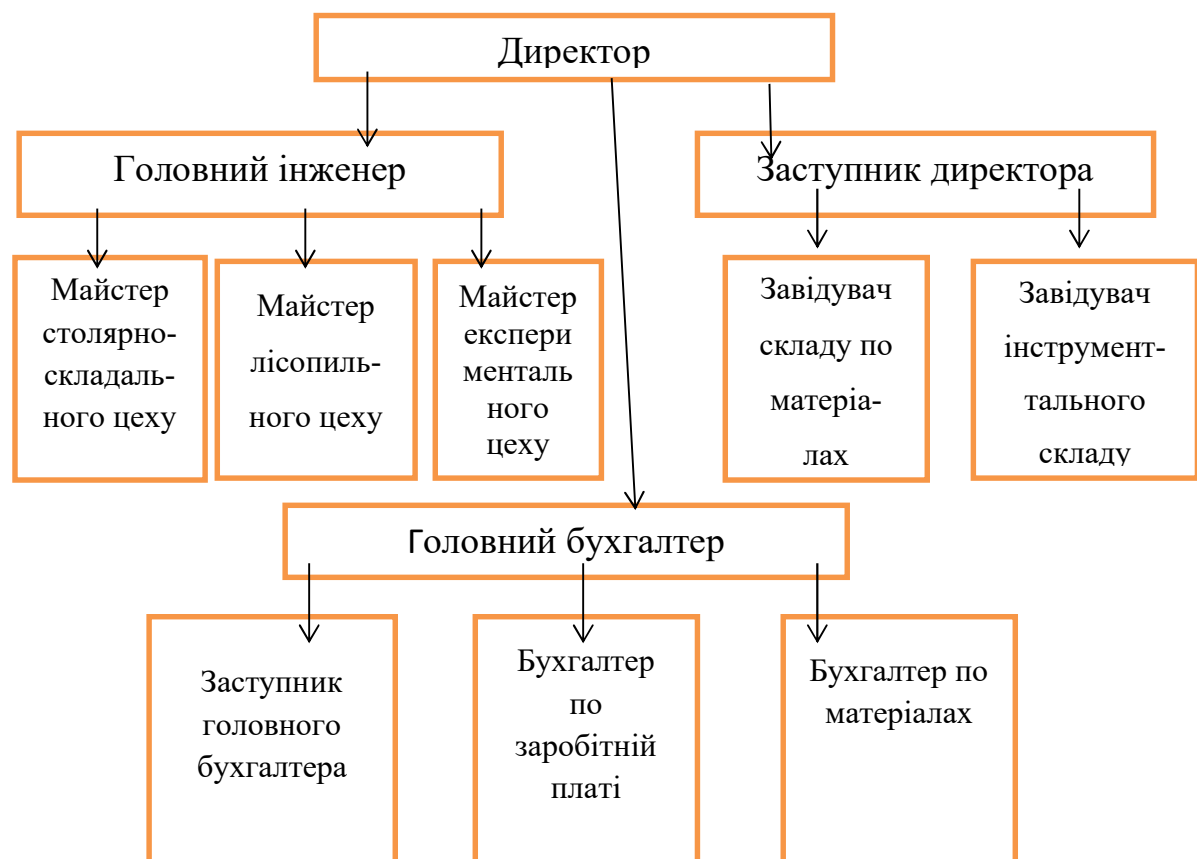 Директор
Головний інженер
Заступник директора
Майстер
столярно-
складаль-
ного цеху
Майстер
лісопиль-
ного цеху
Майстер
експери
менталь
ного
цеху
Завідувач
складу по
матеріа-
лах
Завідувач
інструмент-
тального
складу
Головний бухгалтер
Заступник
головного
бухгалтера
Бухгалтер
по
заробітній
платі
Бухгалтер по
матеріалах